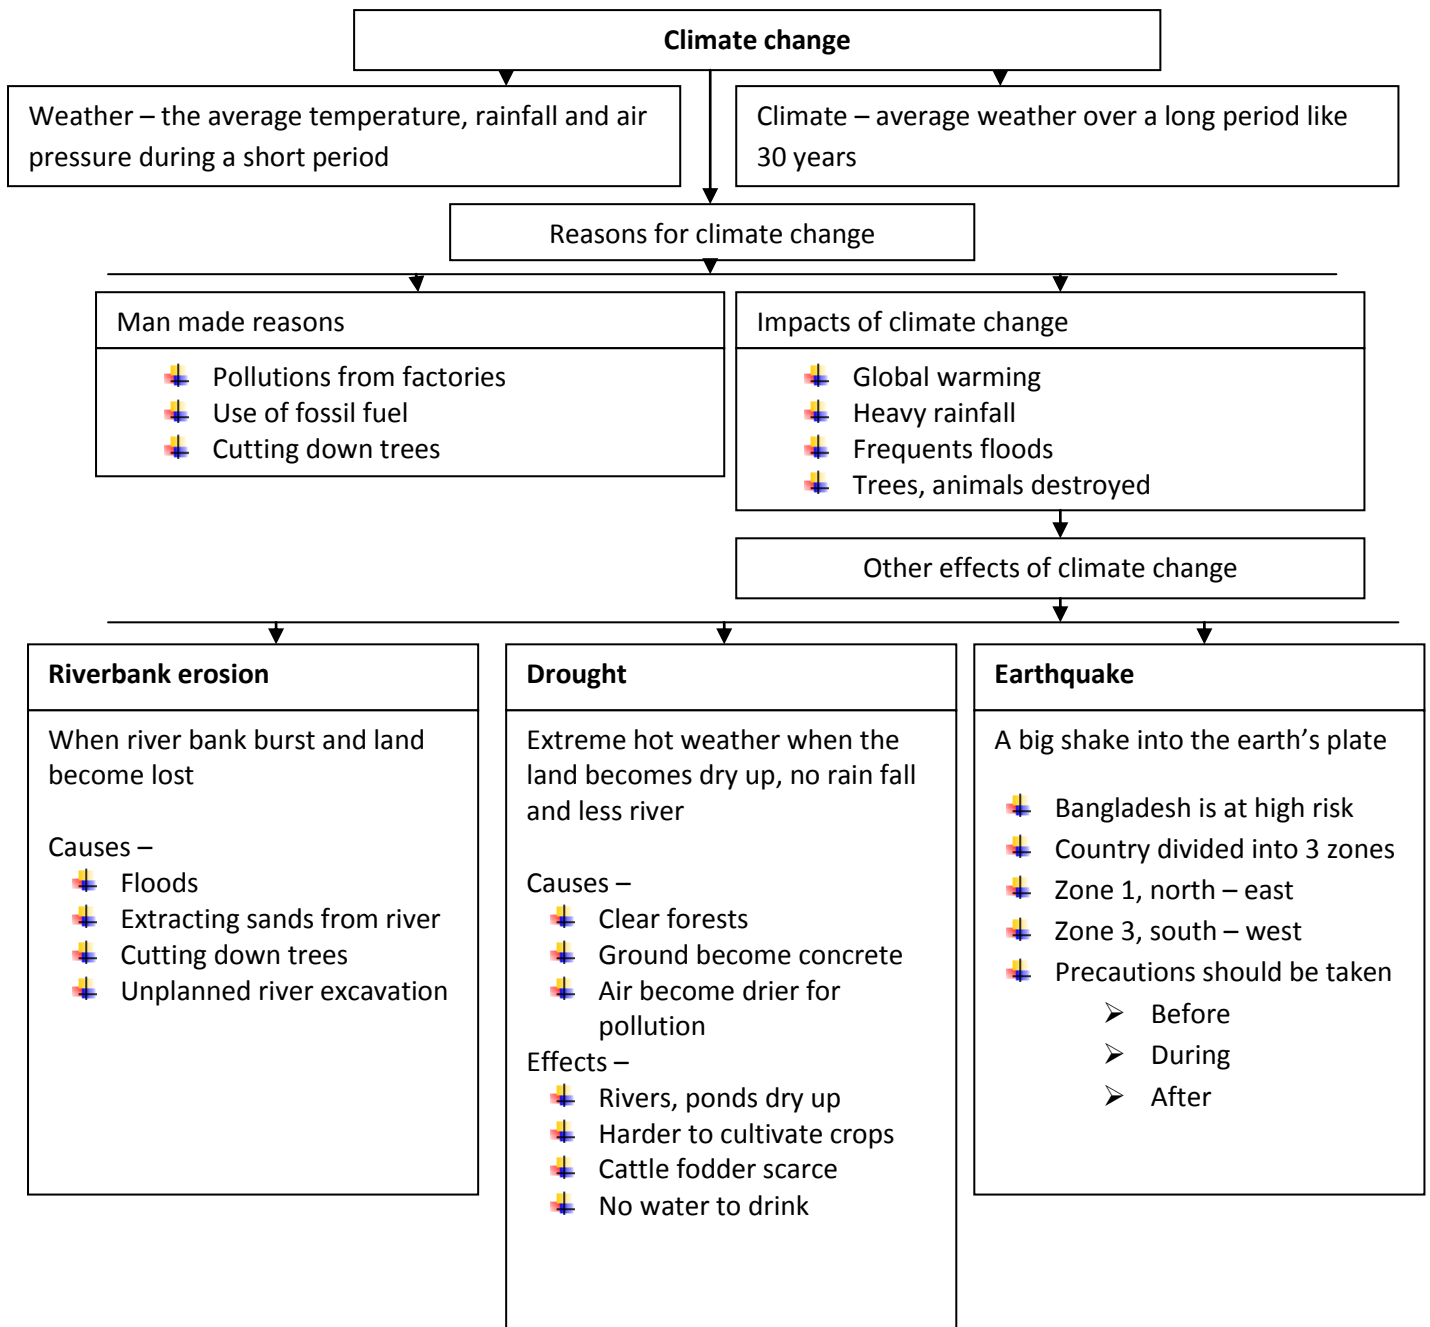 Climate change
Weather – the average temperature, rainfall and air
pressure during a short period
Climate – average weather over a long period like
30 years
Reasons for climate change
Man made reasons
Pollutions from factories
Use of fossil fuel
Cutting down trees
Impacts of climate change
Global warming
Heavy rainfall
Frequents floods
Trees, animals destroyed
Other effects of climate change
Riverbank erosion
When river bank burst and land
become lost
Causes –
Floods
Extracting sands from river
Cutting down trees
Unplanned river excavation
Drought
Extreme hot weather when the
land becomes dry up, no rain fall
and less river
Causes –
Clear forests
Ground become concrete
Air become drier for
pollution
Effects –
Rivers, ponds dry up
Harder to cultivate crops
Cattle fodder scarce
No water to drink
Earthquake
A big shake into the earth’s plate
Bangladesh is at high risk
Country divided into 3 zones
Zone 1, north – east
Zone 3, south – west
Precautions should be taken
Before
During
After